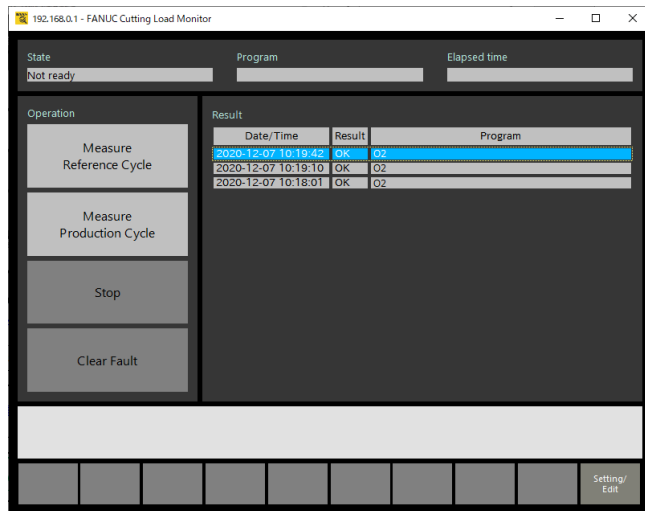 192.168.0.1 - FANUC Cutting Load Monitor
State
Program
Elapsed time
Not ready
Operation
Measure
Reference Cycle
Measure
Production Cycle
Stop
Clear Fault
Result
Date/Time Result Program
2020-12-07 10:19:42 OK O2
2020-12-07 10:19:10 OK O2
2020-12-07 10:18:01 OK O2
Setting/
Edit